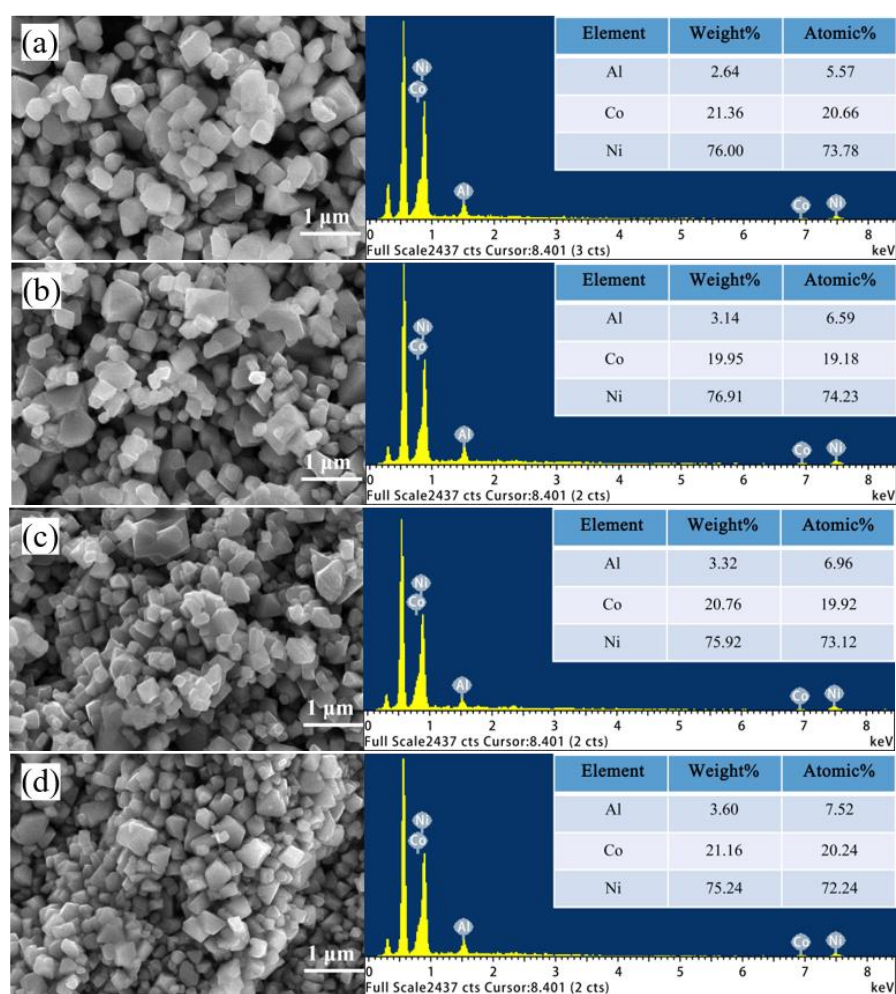 (a)
1 μm
Ni
Co
Al
Co
Ni
0 1 2 3 4 5 6 7 8
Full Scale2437 cts Cursor:8.401 (3 cts)
keV
Element Weight% Atomic%
Al 2.64 5.57
Co 21.36 20.66
Ni 76.00 73.78
(b)
1 μm
Ni
Co
Al
Co
Ni
0 1 2 3 4 5 6 7 8
Full Scale2437 cts Cursor:8.401 (2 cts)
keV
Element Weight% Atomic%
Al 3.14 6.59
Co 19.95 19.18
Ni 76.91 74.23
(c)
1 μm
Ni
Co
Al
Co
Ni
0 1 2 3 4 5 6 7 8
Full Scale2437 cts Cursor:8.401 (2 cts)
keV
Element Weight% Atomic%
Al 3.32 6.96
Co 20.76 19.92
Ni 75.92 73.12
(d)
1 μm
Ni
Co
Al
Co
Ni
0 1 2 3 4 5 6 7 8
Full Scale2437 cts Cursor:8.401 (2 cts)
keV
Element Weight% Atomic%
Al 3.60 7.52
Co 21.16 20.24
Ni 75.24 72.24